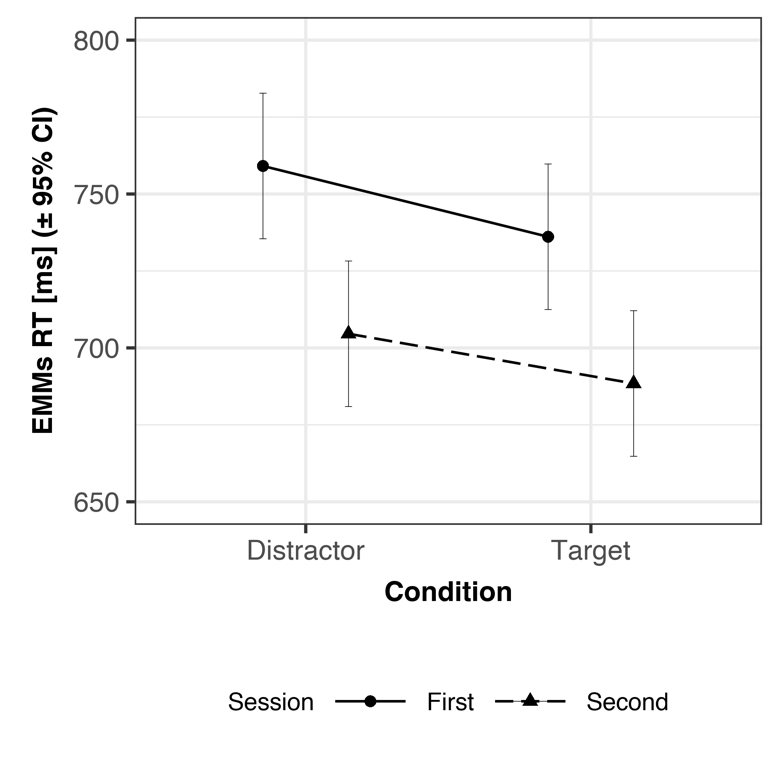 EMMs RT [ms] (± 95% CI)
800
750
700
650
Distractor Target
Condition
Session First Second